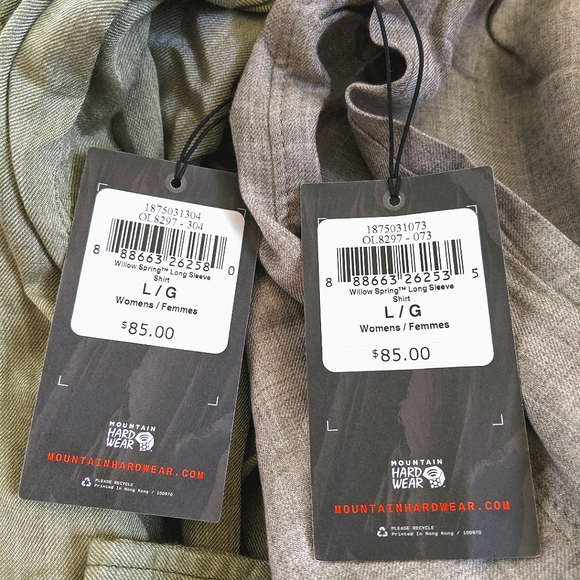 1875031304
OL8297 - 304
8 88663 26258 0
Willow Spring™ Long Sleeve
Shirt
L / G
Womens / Femmes
$85.00
MOUNTAIN
HARD
WEAR
MOUNTAINHARDWEAR.COM
PLEASE RECYCLE
Printed in Hong Kong / 100970
1875031073
OL8297 - 073
8 88663 26253 5
Willow Spring™ Long Sleeve
Shirt
L / G
Womens / Femmes
$85.00
MOUNTAIN
HARD
WEAR
MOUNTAINHARDWEAR.COM
PLEASE RECYCLE
Printed in Hong Kong / 100970